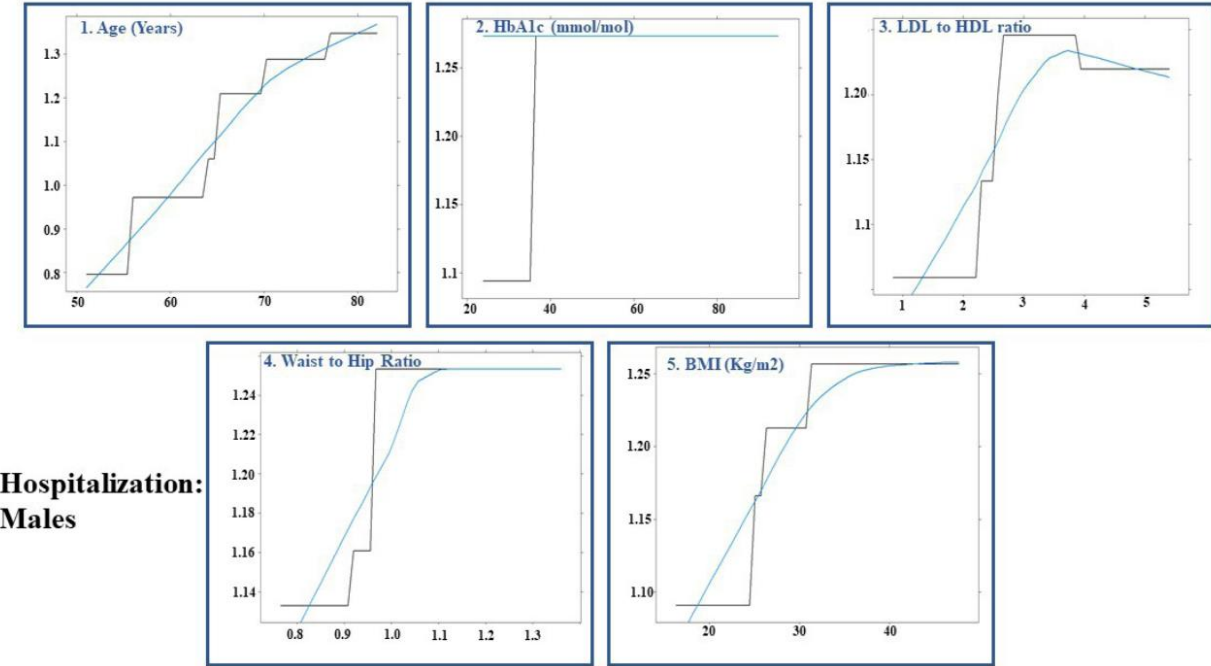 1. Age (Years)
1.3
1.2
1.1
1.0
0.9
0.8
50 60 70 80
2. HbA1c (mmol/mol)
1.25
1.20
1.15
1.1
20 40 60 80
3. LDL to HDL ratio
1.20
1.15
1.1
1 2 3 4 5
Hospitalization:
Males
4. Waist to Hip Ratio
1.24
1.22
1.20
1.18
1.16
1.14
0.8 0.9 1.0 1.1 1.2 1.3
5. BMI (Kg/m2)
1.25
1.20
1.15
1.10
20 30 40